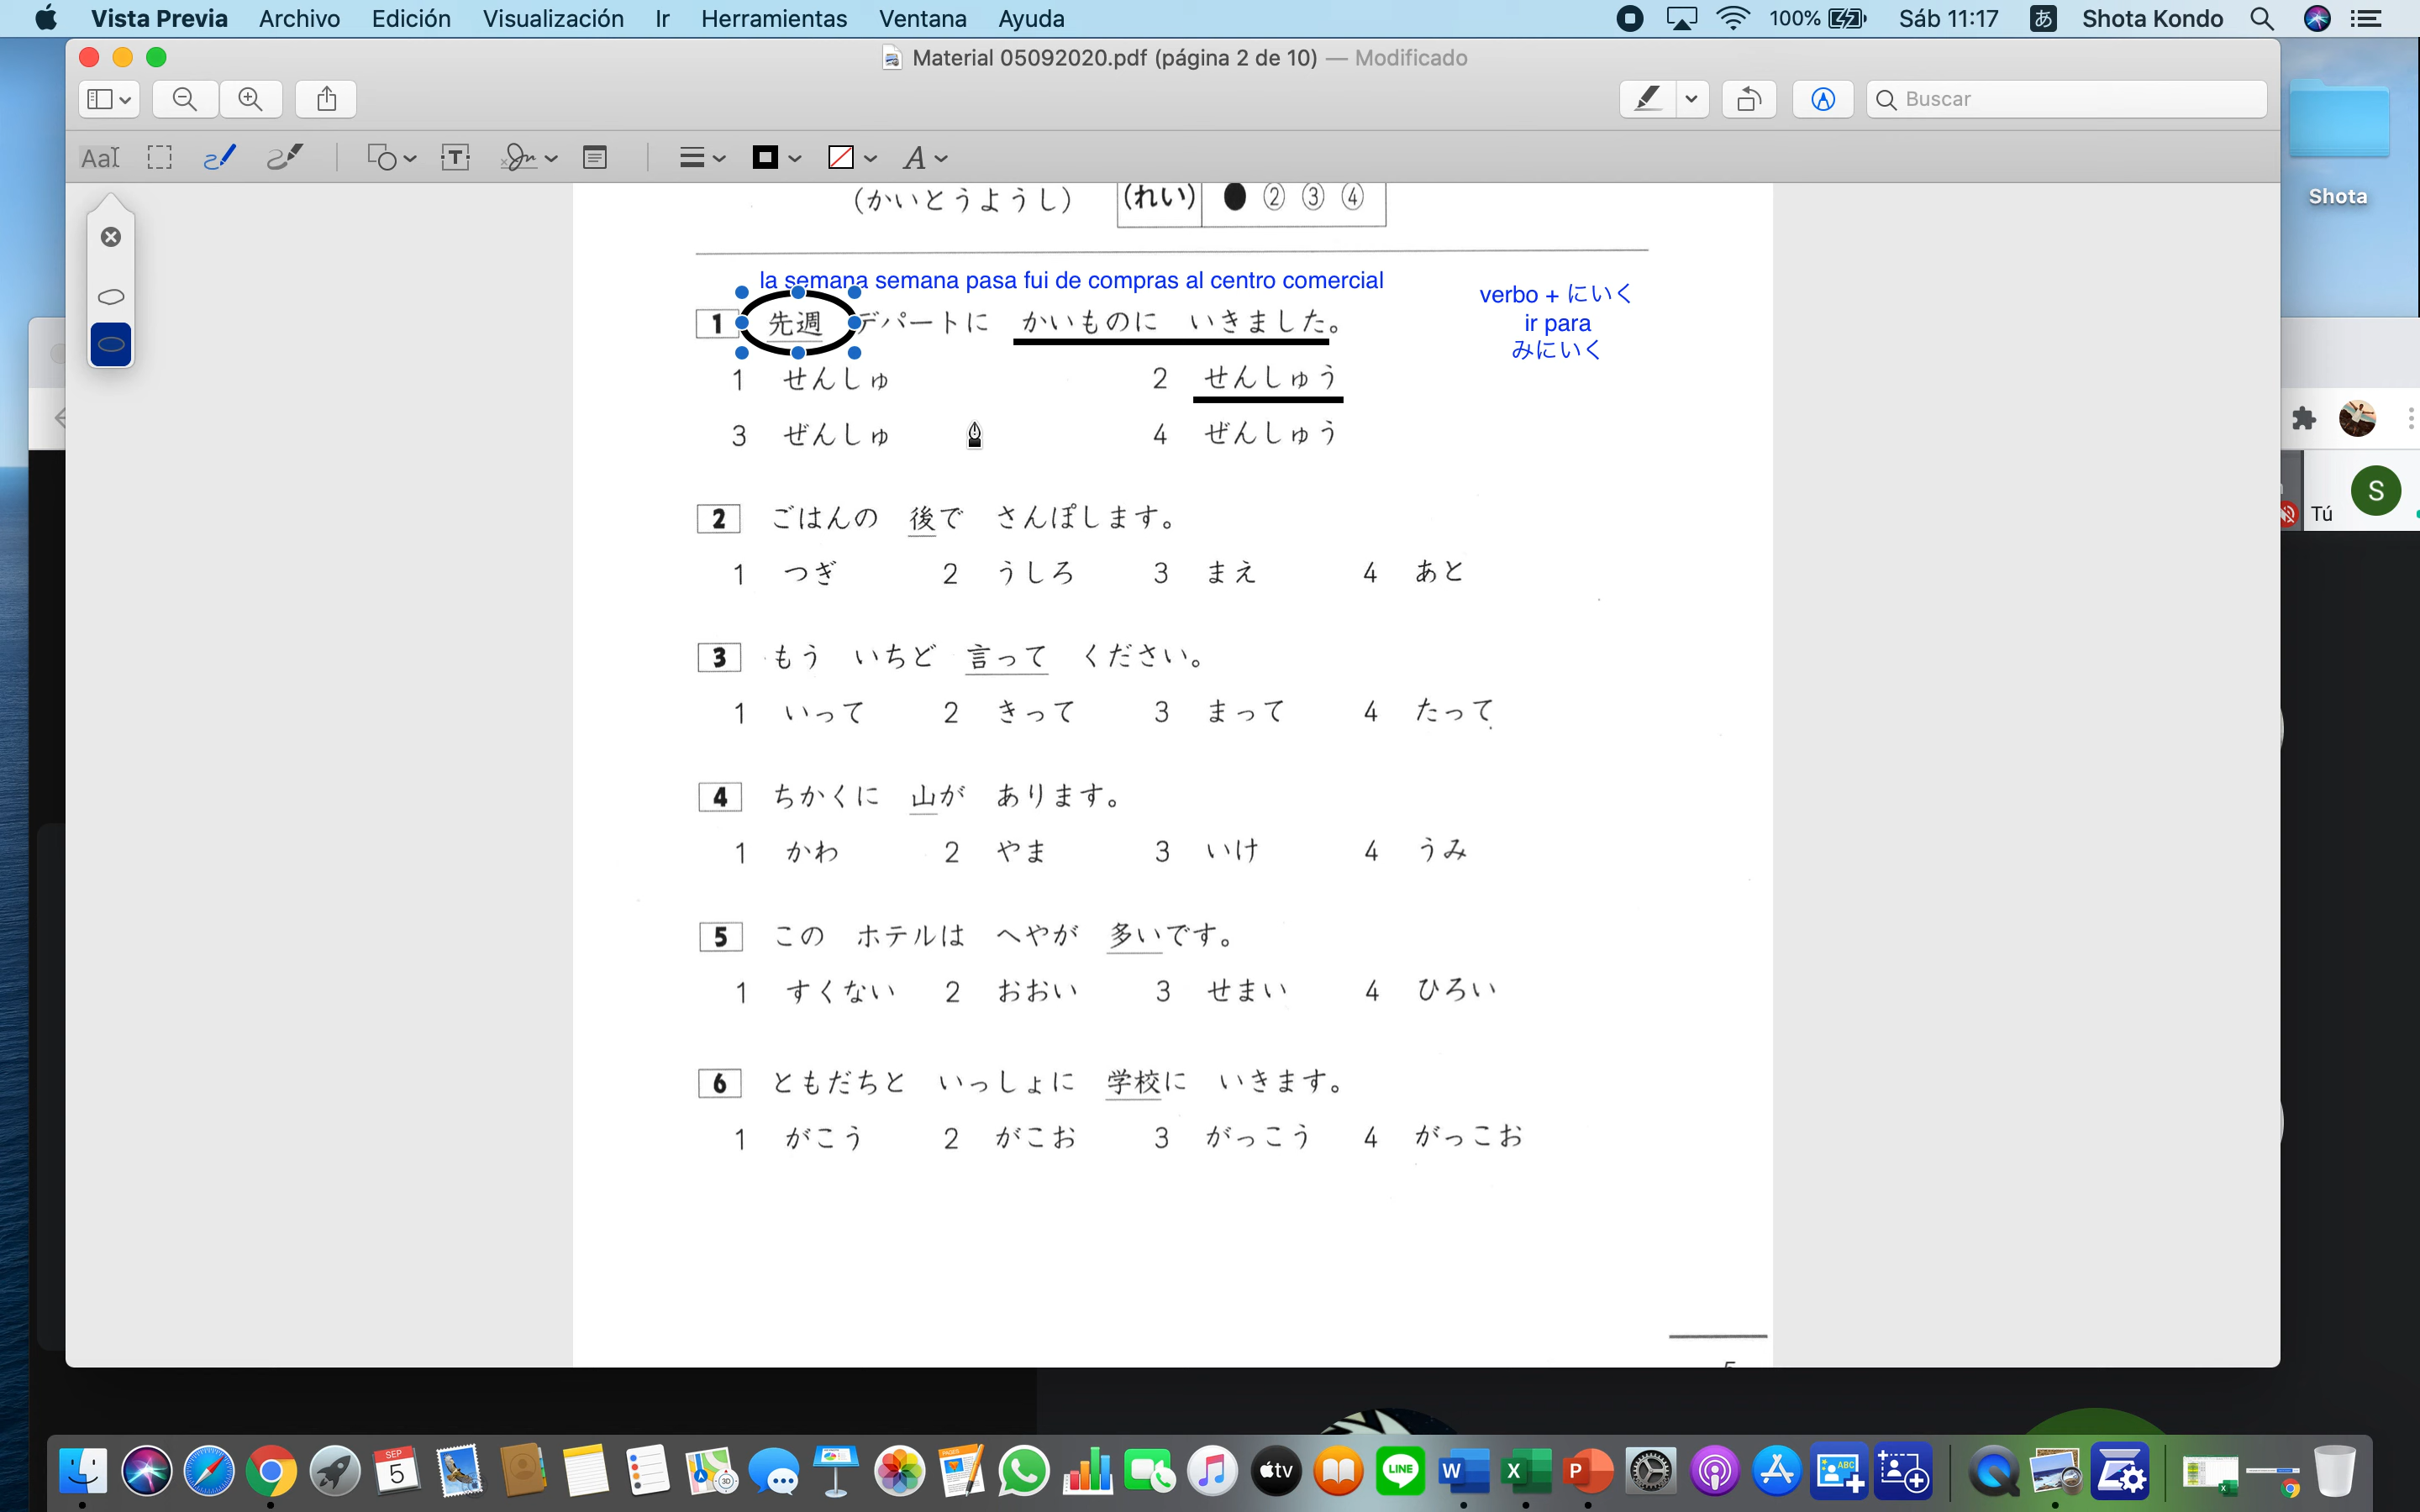 Vista Previa Archivo Edición Visualización Ir Herramientas Ventana Ayuda 100% Sáb 11:17 あ Shota Kondo
Material 05092020.pdf (página 2 de 10) — Modificado
Buscar
AaI T A
Shota
(かいとうようし) (れい) ● ② ③ ④
la semana semana pasa fui de compras al centro comercial
verbo + にいく
ir para
みにいく
1 先週 デパートに かいものに いきました。
1 せんしゅ 2 せんしゅう
3 ぜんしゅ 4 ぜんしゅう
2 ごはんの 後で さんぽします。
1 つぎ 2 うしろ 3 まえ 4 あと
3 もう いちど 言って ください。
1 いって 2 きって 3 まって 4 たって
4 ちかくに 山が あります。
1 かわ 2 やま 3 いけ 4 うみ
5 この ホテルは へやが 多いです。
1 すくない 2 おおい 3 せまい 4 ひろい
6 ともだちと いっしょに 学校に いきます。
1 がこう 2 がこお 3 がっこう 4 がっこお
S
Tú
SEP
5
3D
PAGES
tv
LINE
W
X
P
ABC